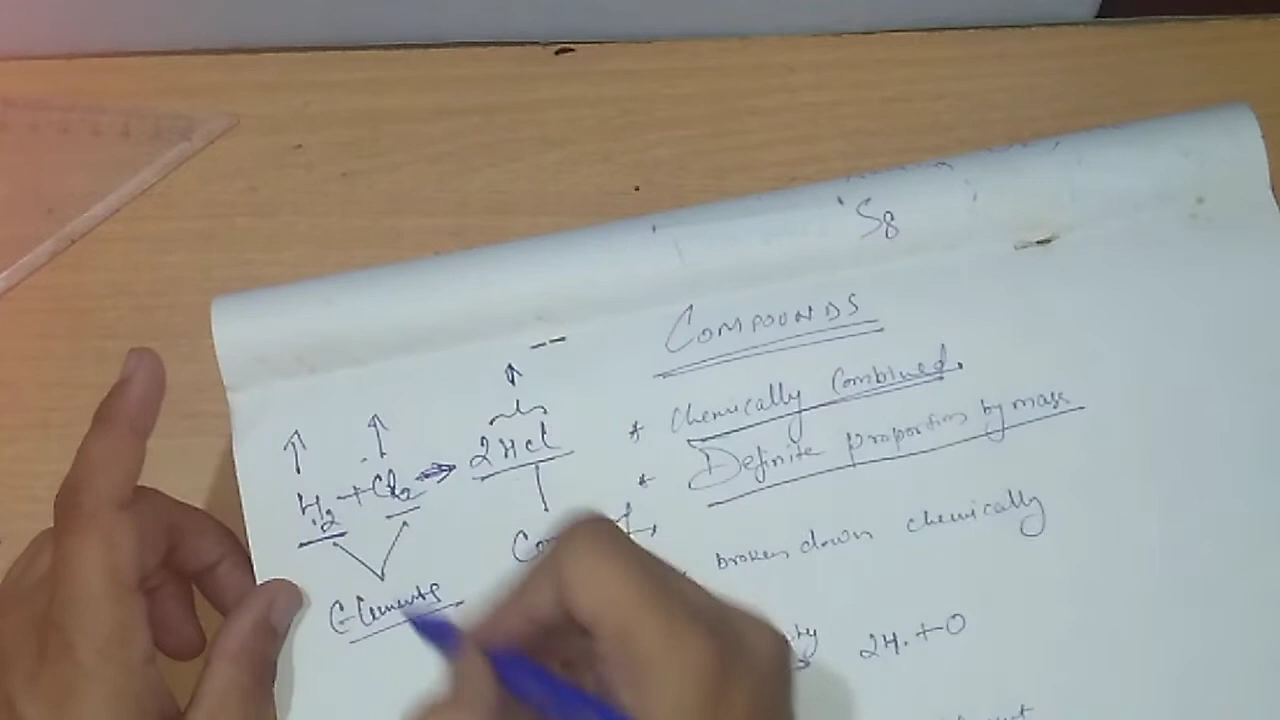 S8
COMPOUNDS
* Chemically Combined.
* Definite proportion by mass
H2 + Cl2 ⇒ 2HCl
broken down chemically
Elements
2H + O